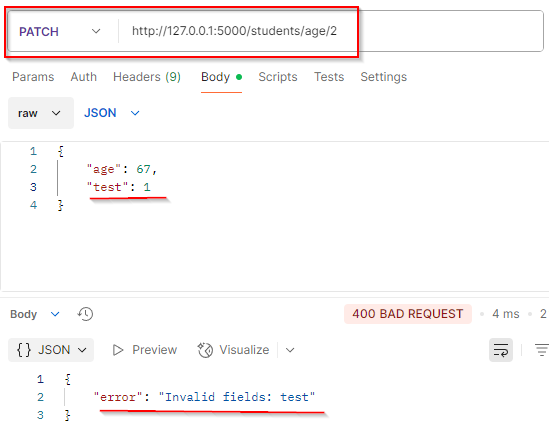 PATCH http://127.0.0.1:5000/students/age/2
Params Auth Headers (9) Body Scripts Tests Settings
raw JSON
1 {
2 "age": 67,
3 "test": 1
4 }
Body 400 BAD REQUEST 4 ms 2
{} JSON Preview Visualize
1 {
2 "error": "Invalid fields: test"
3 }